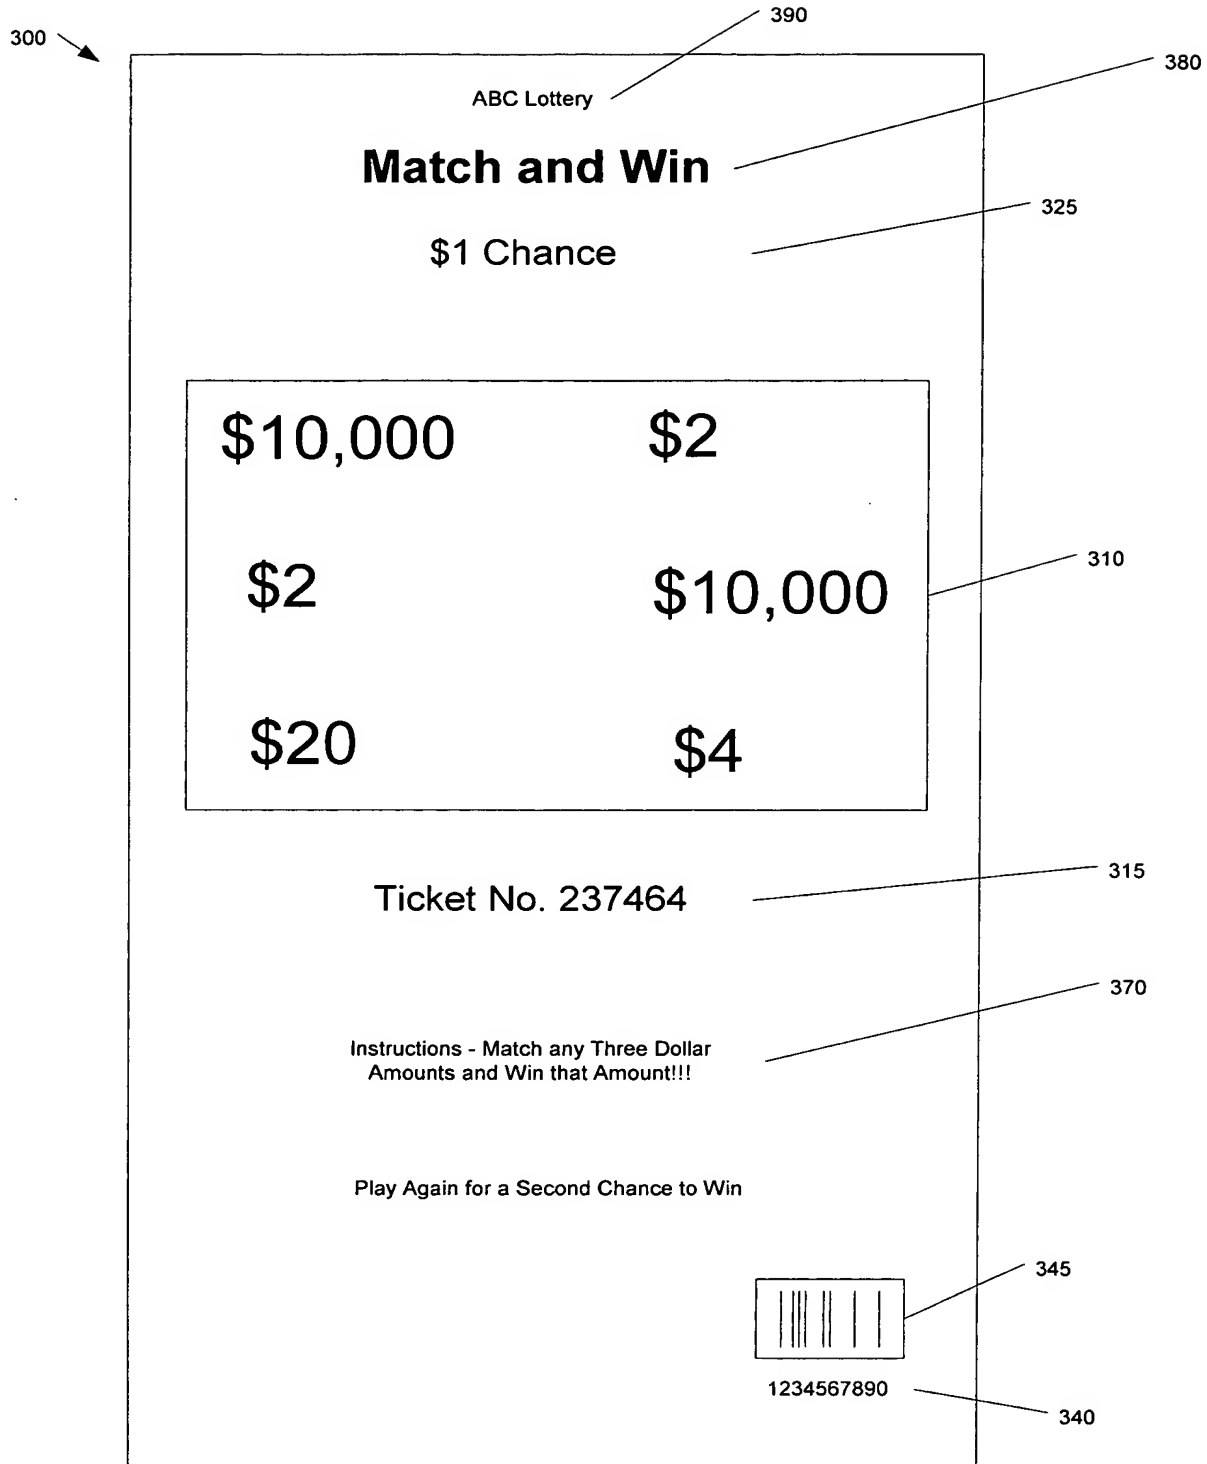 390
300
380
ABC Lottery
Match and Win
325
$1 Chance
$10,000 $2
310
$2 $10,000
$20 $4
315
Ticket No. 237464
370
Instructions - Match any Three Dollar
Amounts and Win that Amount!!!
Play Again for a Second Chance to Win
345
1234567890
340